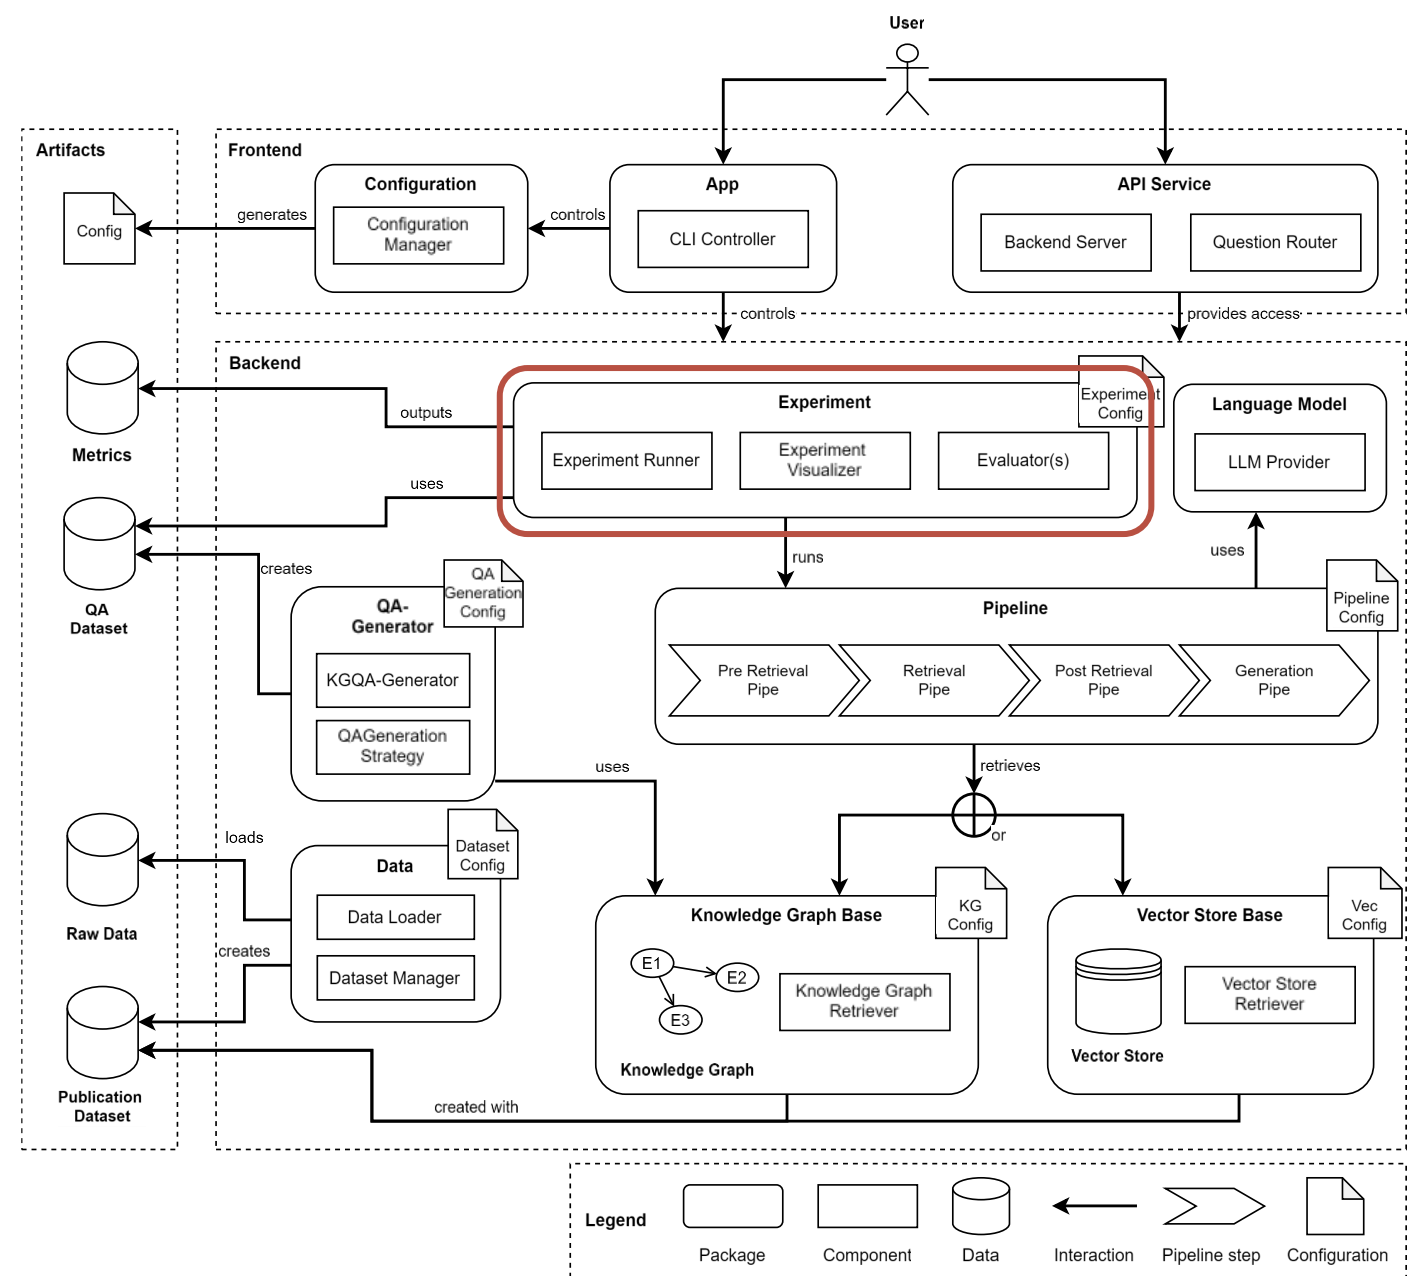 User
Artifacts
Frontend
Configuration
Configuration
Manager
App
CLI Controller
API Service
Backend Server
Question Router
generates
controls
Config
controls
provides access
Backend
Metrics
outputs
uses
Experiment
Experiment Runner
Experiment
Visualizer
Evaluator(s)
Experiment
Config
Language Model
LLM Provider
runs
uses
QA
Dataset
creates
QA
Generation
Config
QA-
Generator
KGQA-Generator
QAGeneration
Strategy
Pipeline
Config
Pipeline
Pre Retrieval
Pipe
Retrieval
Pipe
Post Retrieval
Pipe
Generation
Pipe
uses
retrieves
or
Raw Data
loads
creates
Dataset
Config
Data
Data Loader
Dataset Manager
Knowledge Graph Base
KG
Config
E1
E2
E3
Knowledge Graph
Retriever
Knowledge Graph
Vector Store Base
Vec
Config
Vector Store
Retriever
Vector Store
Publication
Dataset
created with
Legend
Package
Component
Data
Interaction
Pipeline step
Configuration